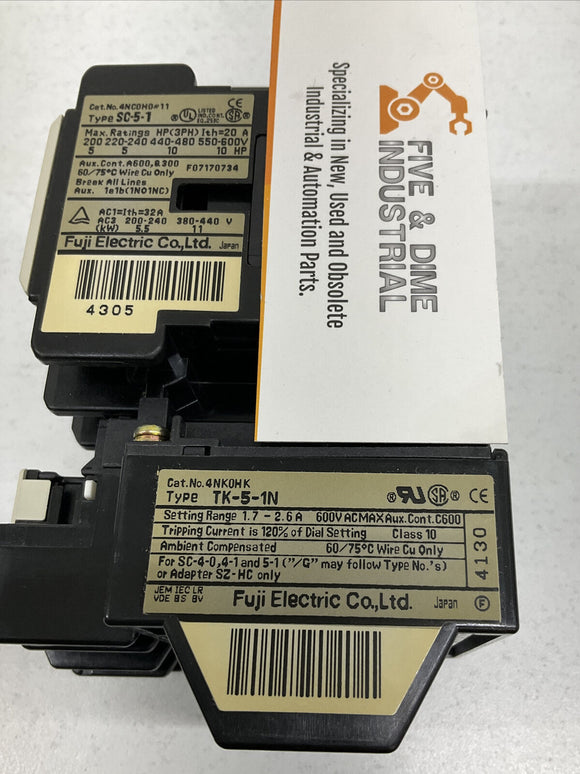 Cat.No.4NC0H0#11
Type SC-5-1
UL LISTED
IND.CONT.
EQ.293C
Max. Ratings HP(3PH) Ith=20 A
200 220-240 440-480 550-600V
5 5 10 10 HP
Aux.Cont.A600,B300
60/75°C Wire Cu Only F07170734
Break All Lines
Aux. 1a1b(1NO1NC)
AC1=Ith=32A
AC3 200-240 380-440 V
(kW) 5.5 11
Fuji Electric Co.,Ltd. Japan
4305
FIVE & DIME
INDUSTRIAL
Specializing in New, Used and Obsolete
Industrial & Automation Parts.
Cat.No.4NK0HK
Type TK-5-1N
Setting Range 1.7 - 2.6 A 600VACMAX Aux.Cont.C600
Tripping Current is 120% of Dial Setting Class 10
Ambient Compensated 60/75°C Wire Cu Only
For SC-4-0,4-1 and 5-1 ("/G" may follow Type No.'s)
or Adapter SZ-HC only
JEM IEC LR
VDE BS BV
Fuji Electric Co.,Ltd. Japan F
4130